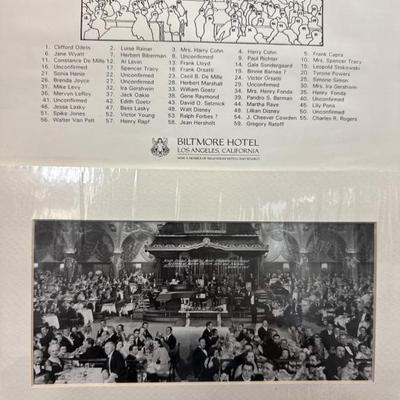 1. Clifford Odets 2. Luise Rainer 3. Mrs. Harry Cohn 4. Harry Cohn 5. Frank Capra
6. Jane Wyatt 7. Herbert Biberman 8. Unconfirmed 9. Paul Richter 10. Mrs. Spencer Tracy
11. Constance De Mille 12. Al Levin 13. Frank Lloyd 14. Gale Sondergaard 15. Leopold Stokowski
16. Unconfirmed 17. Spencer Tracy 18. Frank Orsatti 19. Binnie Barnes ? 20. Tyrone Powers
21. Sonja Henie 22. Unconfirmed 23. Cecil B. De Mille 24. Victor Orsatti 25. Simone Simon
26. Brenda Joyce 27. Unconfirmed 28. Herbert Marshall 29. Unconfirmed 30. Mrs. Ira Gershwin
31. Mike Levy 32. Ira Gershwin 33. William Goetz 34. Mrs. Henry Fonda 35. Henry Fonda
36. Mervyn LeRoy 37. Jack Oakie 38. Gene Raymond 39. Pandro S. Berman 40. Unconfirmed
41. Unconfirmed 42. Edith Goetz 43. David O. Selznick 44. Martha Raye 45. Lily Pons
46. Jesse Lasky 47. Bess Lasky 48. Walt Disney 49. Lillian Disney 50. Unconfirmed
51. Spike Jones 52. Victor Young 53. Ralph Forbes ? 54. J. Cheever Cowden 55. Charles R. Rogers
56. Walter Van Pelt 57. Henry Rapf 58. Jean Hersholt 59. Gregory Ratoff
BILTMORE HOTEL
LOS ANGELES, CALIFORNIA